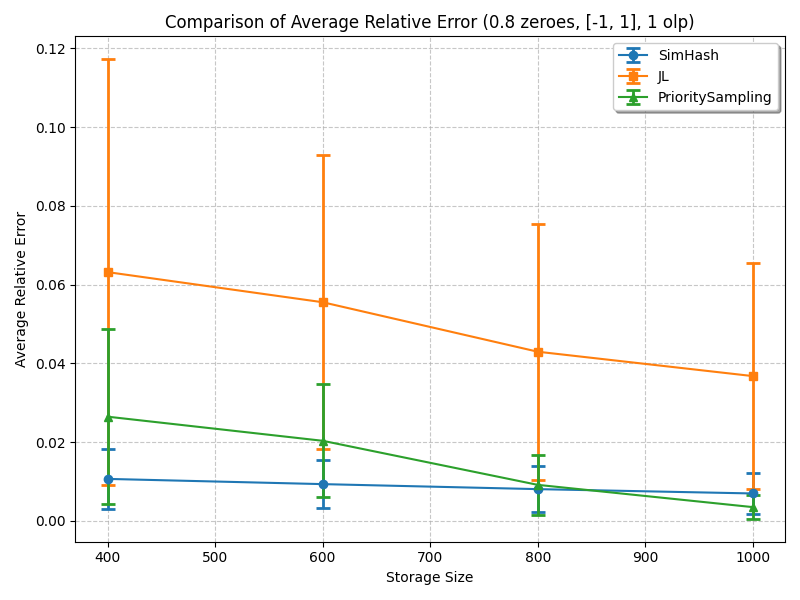 Comparison of Average Relative Error (0.8 zeroes, [-1, 1], 1 olp)
SimHash
JL
PrioritySampling
Average Relative Error
0.12
0.10
0.08
0.06
0.04
0.02
0.00
400
500
600
700
800
900
1000
Storage Size